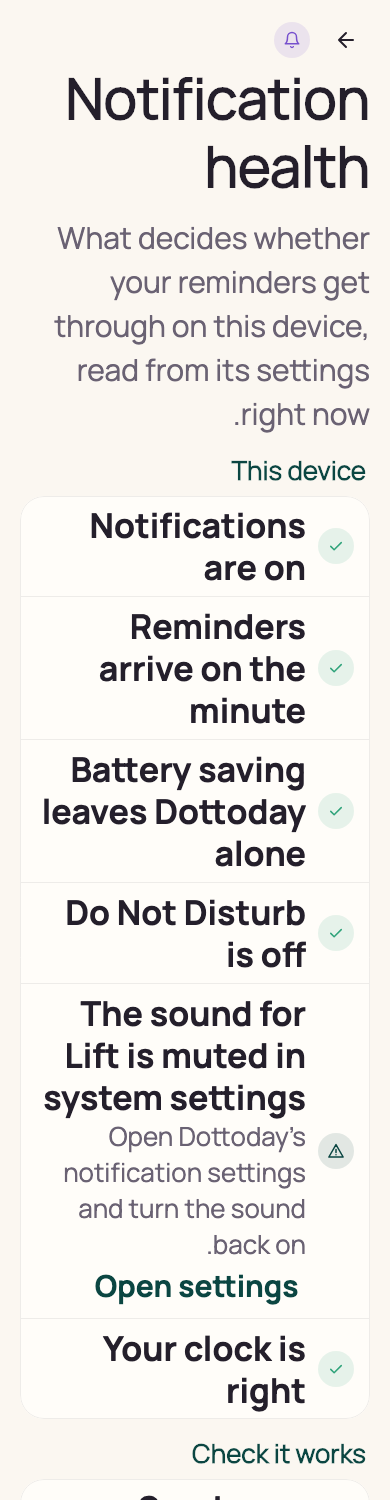 Notification
health
What decides whether
your reminders get
through on this device,
read from its settings
.right now
This device
Notifications
are on
Reminders
arrive on the
minute
Battery saving
leaves Dottoday
alone
Do Not Disturb
is off
The sound for
Lift is muted in
system settings
Open Dottoday's
notification settings
and turn the sound
.back on
Open settings
Your clock is
right
Check it works